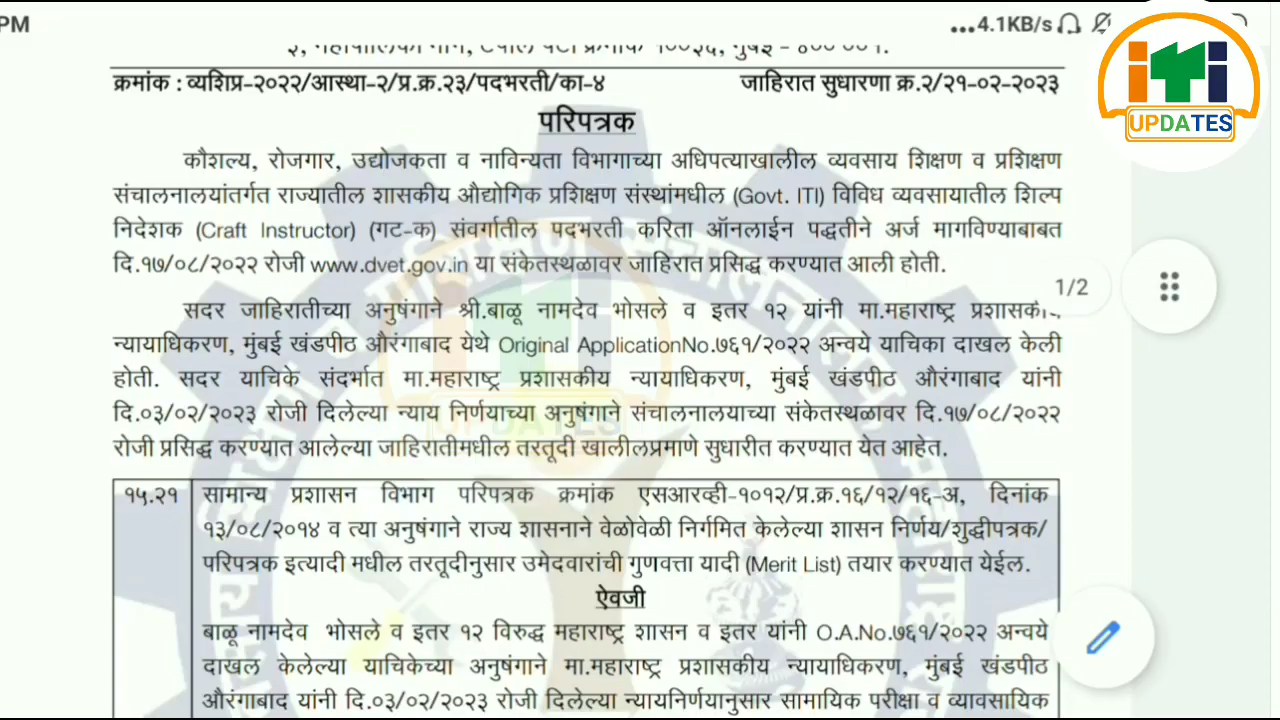 PM
...4.1KB/s
iTi
UPDATES
३, महापालिका मार्ग, टपाल पेटी क्रमांक १००३६, मुंबई - ४०० ००१.
क्रमांक : व्यशिप्र-२०२२/आस्था-२/प्र.क्र.२३/पदभरती/का-४ जाहिरात सुधारणा क्र.२/२१-०२-२०२३
परिपत्रक
कौशल्य, रोजगार, उद्योजकता व नाविन्यता विभागाच्या अधिपत्याखालील व्यवसाय शिक्षण व प्रशिक्षण
संचालनालयांतर्गत राज्यातील शासकीय औद्योगिक प्रशिक्षण संस्थांमधील (Govt. ITI) विविध व्यवसायातील शिल्प
निदेशक (Craft Instructor) (गट-क) संवर्गातील पदभरती करिता ऑनलाईन पद्धतीने अर्ज मागविण्याबाबत
दि.१७/०८/२०२२ रोजी www.dvet.gov.in या संकेतस्थळावर जाहिरात प्रसिद्ध करण्यात आली होती.
1/2
सदर जाहिरातीच्या अनुषंगाने श्री.बाळू नामदेव भोसले व इतर १२ यांनी मा.महाराष्ट्र प्रशासकीय
न्यायाधिकरण, मुंबई खंडपीठ औरंगाबाद येथे Original ApplicationNo.७६१/२०२२ अन्वये याचिका दाखल केली
होती. सदर याचिके संदर्भात मा.महाराष्ट्र प्रशासकीय न्यायाधिकरण, मुंबई खंडपीठ औरंगाबाद यांनी
दि.०३/०२/२०२३ रोजी दिलेल्या न्याय निर्णयाच्या अनुषंगाने संचालनालयाच्या संकेतस्थळावर दि.१७/०८/२०२२
रोजी प्रसिद्ध करण्यात आलेल्या जाहिरातीमधील तरतूदी खालीलप्रमाणे सुधारीत करण्यात येत आहेत.
१५.२१ सामान्य प्रशासन विभाग परिपत्रक क्रमांक एसआरव्ही-१०१२/प्र.क्र.१६/१२/१६-अ, दिनांक
१३/०८/२०१४ व त्या अनुषंगाने राज्य शासनाने वेळोवेळी निर्गमित केलेल्या शासन निर्णय/शुद्धीपत्रक/
परिपत्रक इत्यादी मधील तरतूदीनुसार उमेदवारांची गुणवत्ता यादी (Merit List) तयार करण्यात येईल.
ऐवजी
बाळू नामदेव भोसले व इतर १२ विरुद्ध महाराष्ट्र शासन व इतर यांनी O.A.No.७६१/२०२२ अन्वये
दाखल केलेल्या याचिकेच्या अनुषंगाने मा.महाराष्ट्र प्रशासकीय न्यायाधिकरण, मुंबई खंडपीठ
औरंगाबाद यांनी दि.०३/०२/२०२३ रोजी दिलेल्या न्यायनिर्णयानुसार सामायिक परीक्षा व व्यावसायिक